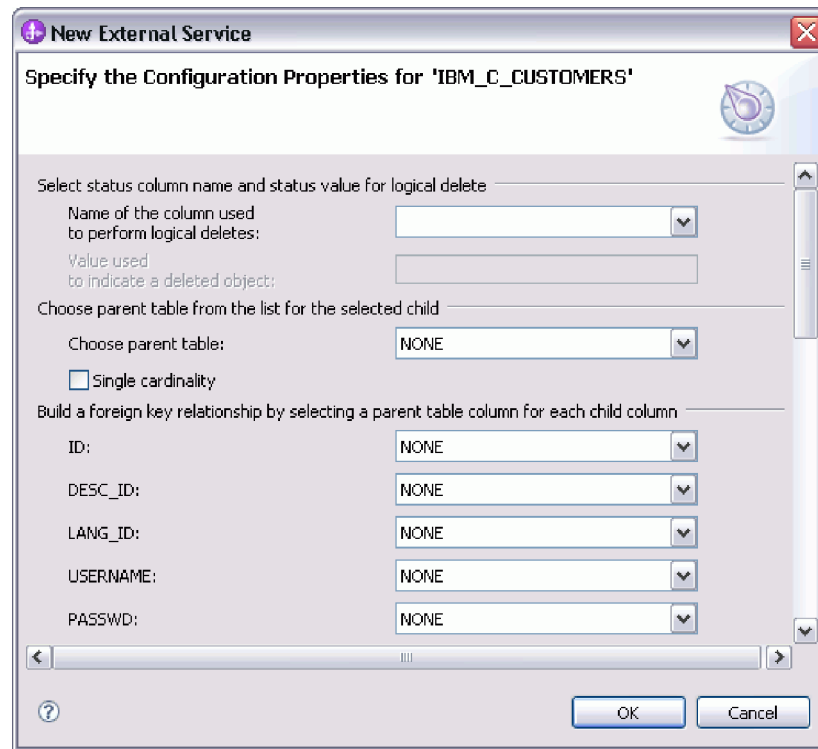 New External Service
Specify the Configuration Properties for 'IBM_C_CUSTOMERS'
Select status column name and status value for logical delete
Name of the column used
to perform logical deletes:
Value used
to indicate a deleted object:
Choose parent table from the list for the selected child
Choose parent table: NONE
Single cardinality
Build a foreign key relationship by selecting a parent table column for each child column
ID: NONE
DESC_ID: NONE
LANG_ID: NONE
USERNAME: NONE
PASSWD: NONE
? OK Cancel